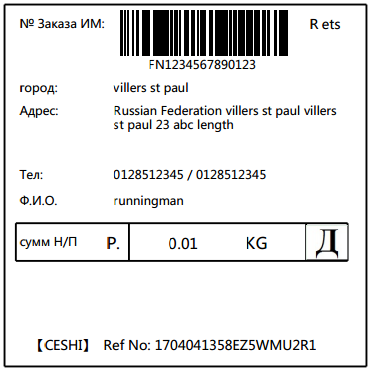 № Заказа ИМ: R ets
FN1234567890123
город: villers st paul
Адрес: Russian Federation villers st paul villers
st paul 23 abc length
Тел: 0128512345 / 0128512345
Ф.И.О. runningman
сумм Н/П Р. 0.01 KG Д
【CESHI】 Ref No: 1704041358EZ5WMU2R1